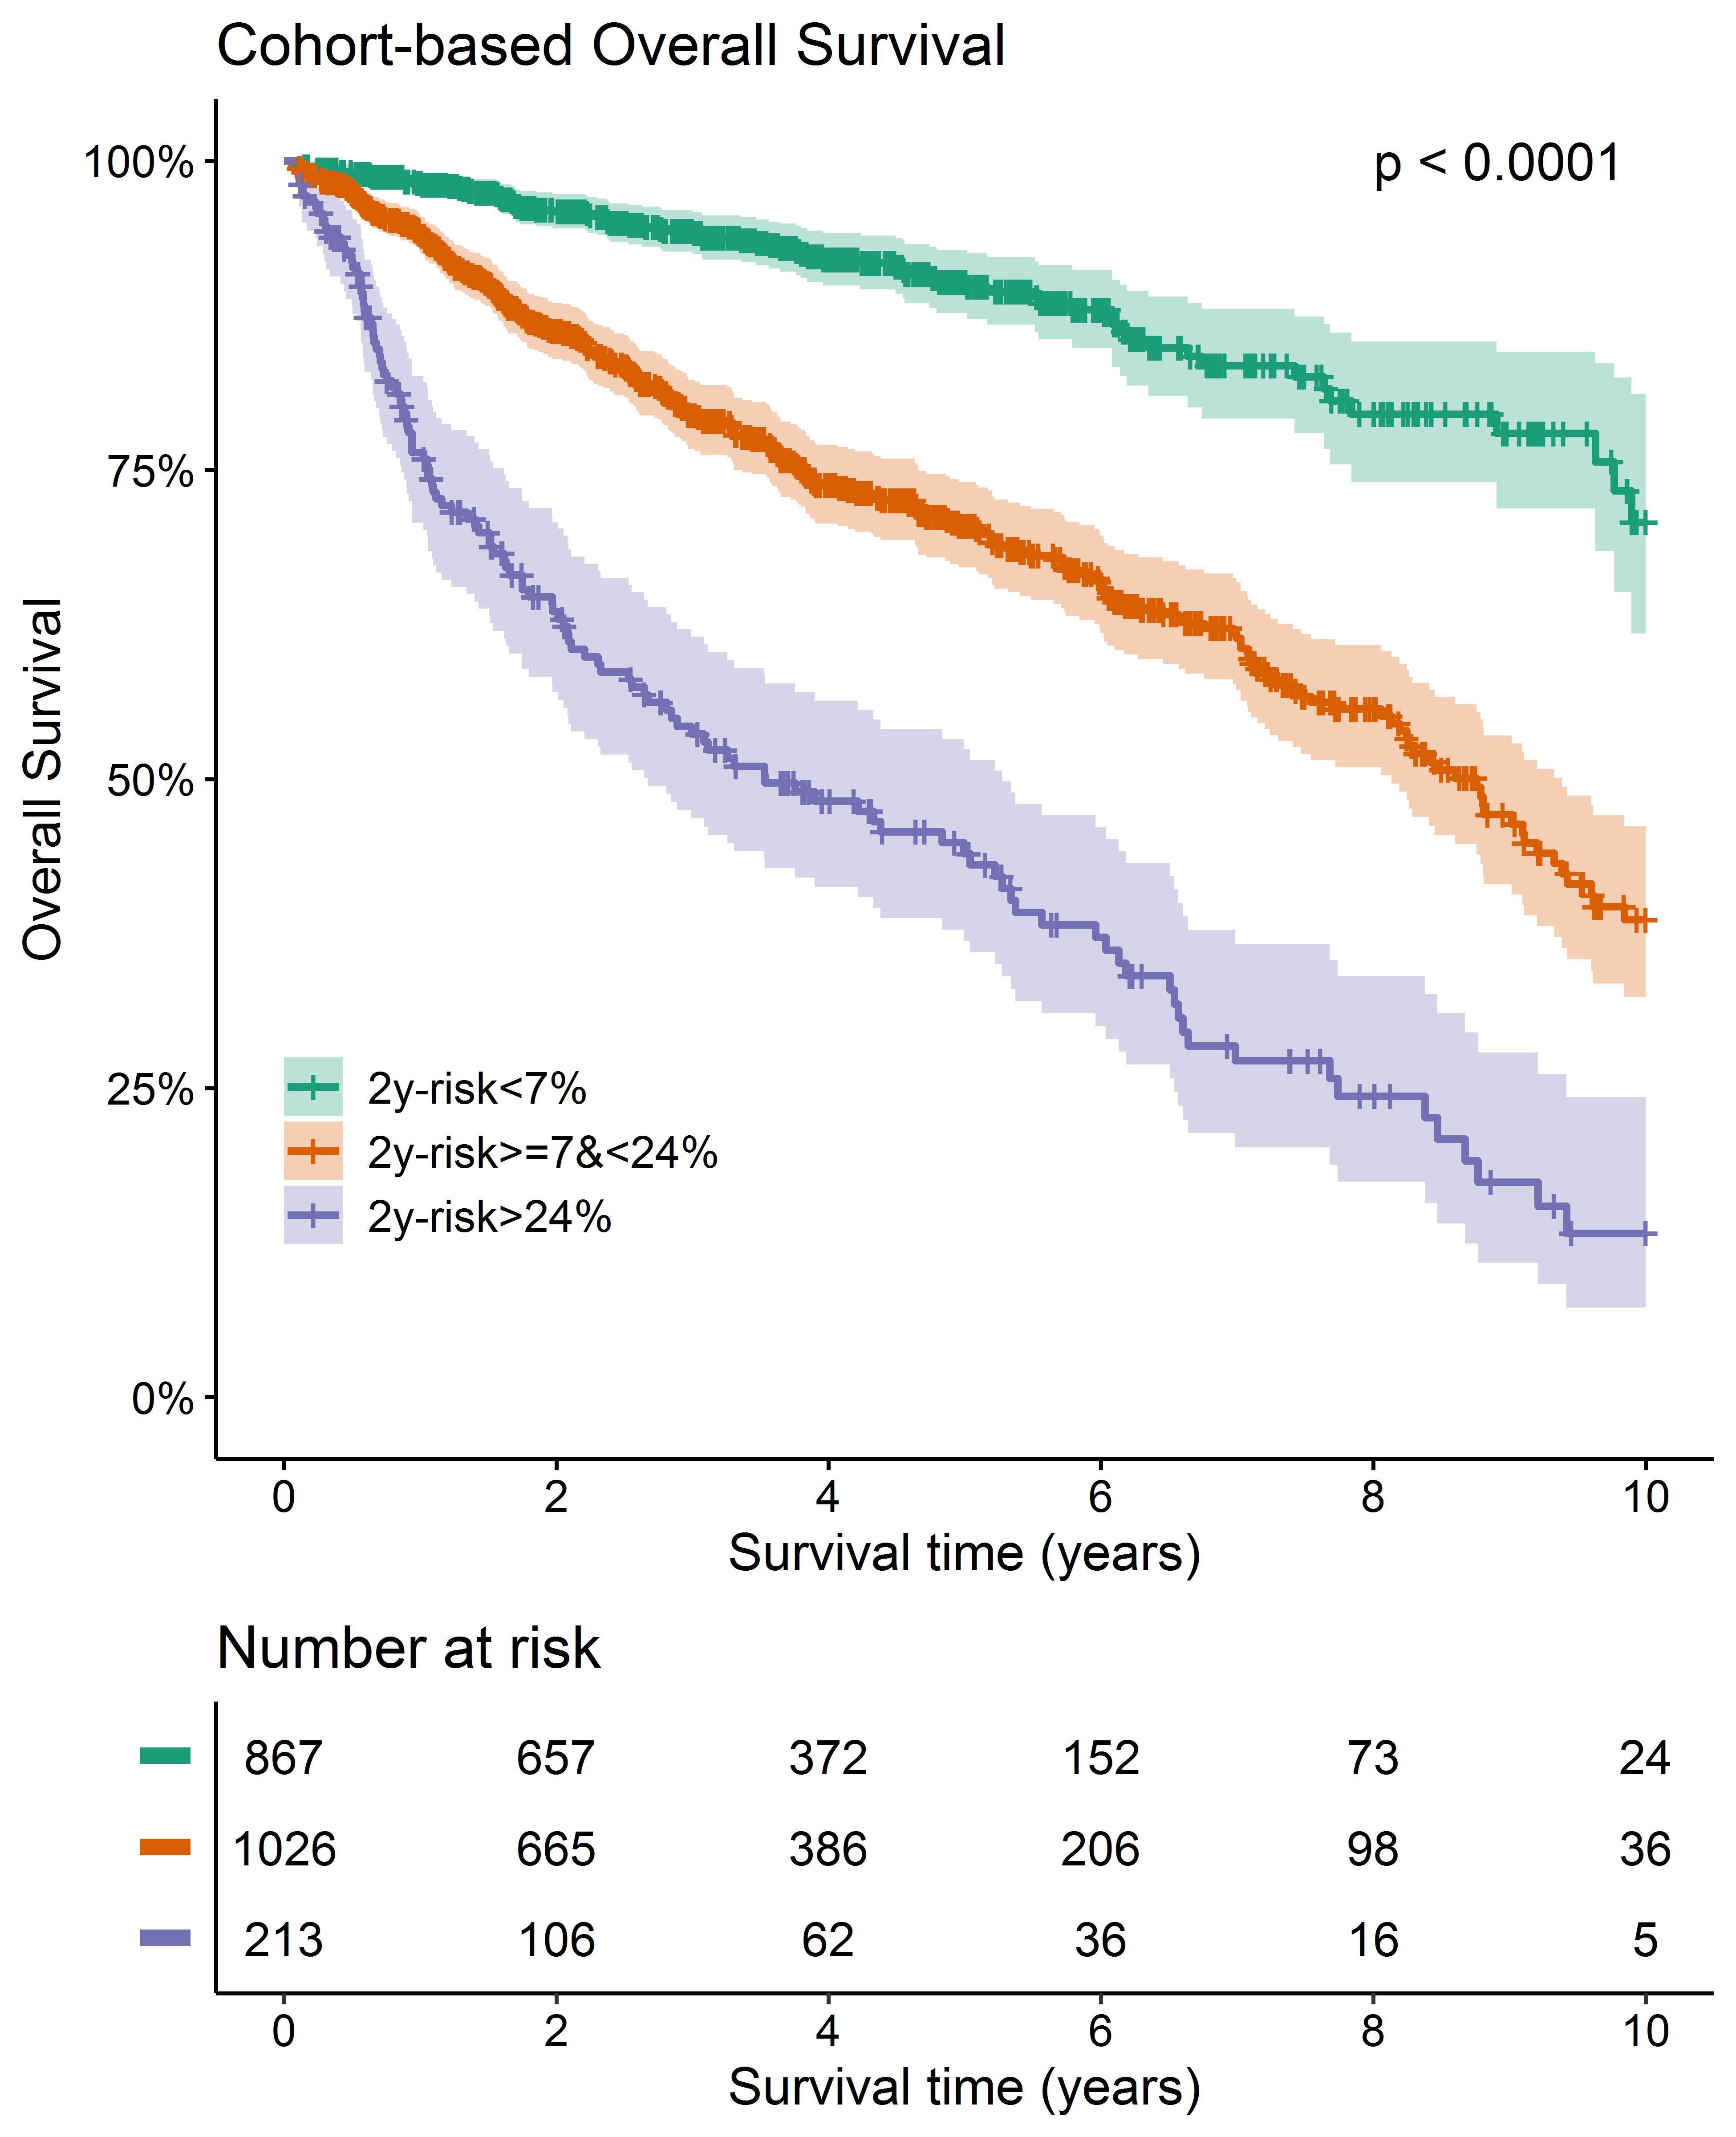 Cohort-based Overall Survival
p < 0.0001
100%
75%
50%
25%
0%
Overall Survival
2y-risk<7%
2y-risk>=7&<24%
2y-risk>24%
0 2 4 6 8 10
Survival time (years)
Number at risk
867 657 372 152 73 24
1026 665 386 206 98 36
213 106 62 36 16 5
0 2 4 6 8 10
Survival time (years)